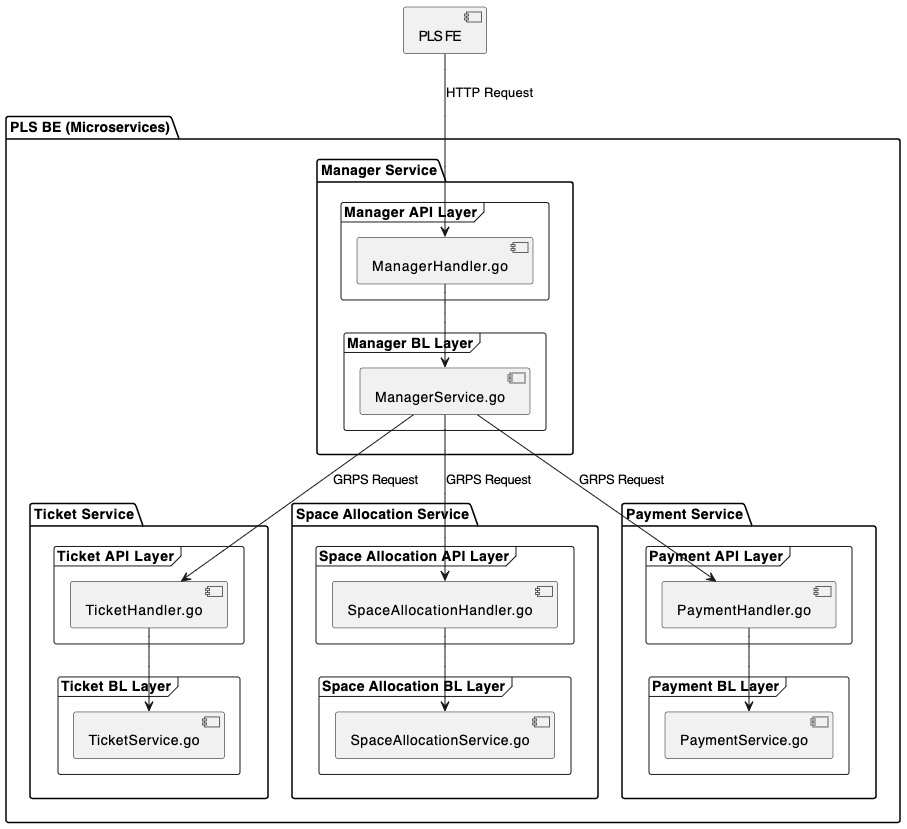 PLS FE
HTTP Request
PLS BE (Microservices)
Manager Service
Manager API Layer
ManagerHandler.go
Manager BL Layer
ManagerService.go
GRPS Request
GRPS Request
GRPS Request
Ticket Service
Space Allocation Service
Payment Service
Ticket API Layer
Space Allocation API Layer
Payment API Layer
TicketHandler.go
SpaceAllocationHandler.go
PaymentHandler.go
Ticket BL Layer
Space Allocation BL Layer
Payment BL Layer
TicketService.go
SpaceAllocationService.go
PaymentService.go